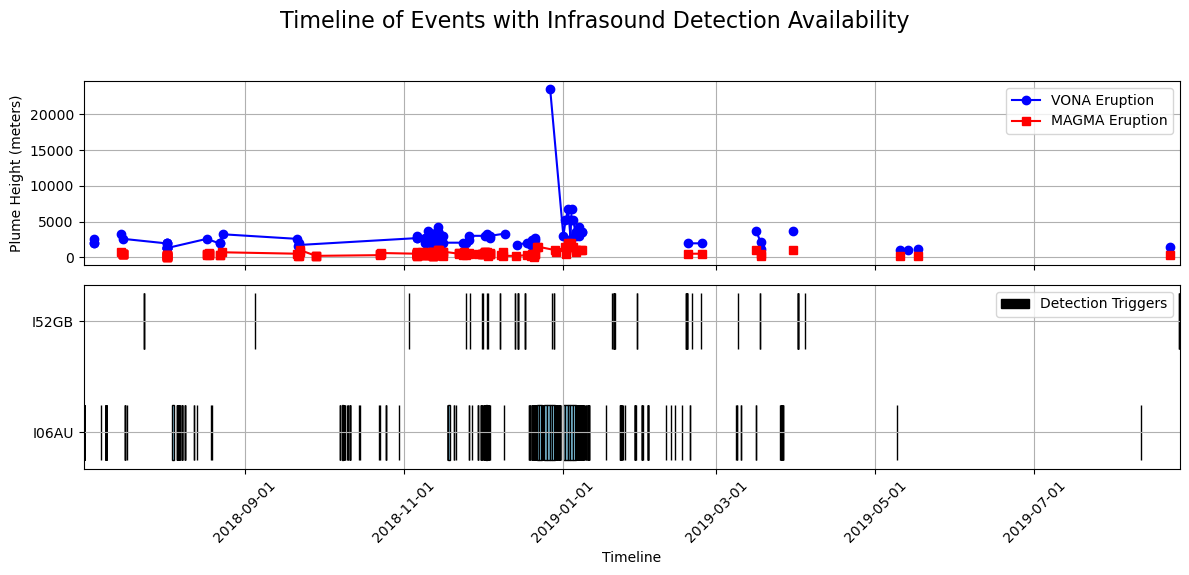 Timeline of Events with Infrasound Detection Availability
Plume Height (meters)
20000
15000
10000
5000
0
VONA Eruption
MAGMA Eruption
I52GB
I06AU
Detection Triggers
2018-09-01
2018-11-01
2019-01-01
2019-03-01
2019-05-01
2019-07-01
Timeline